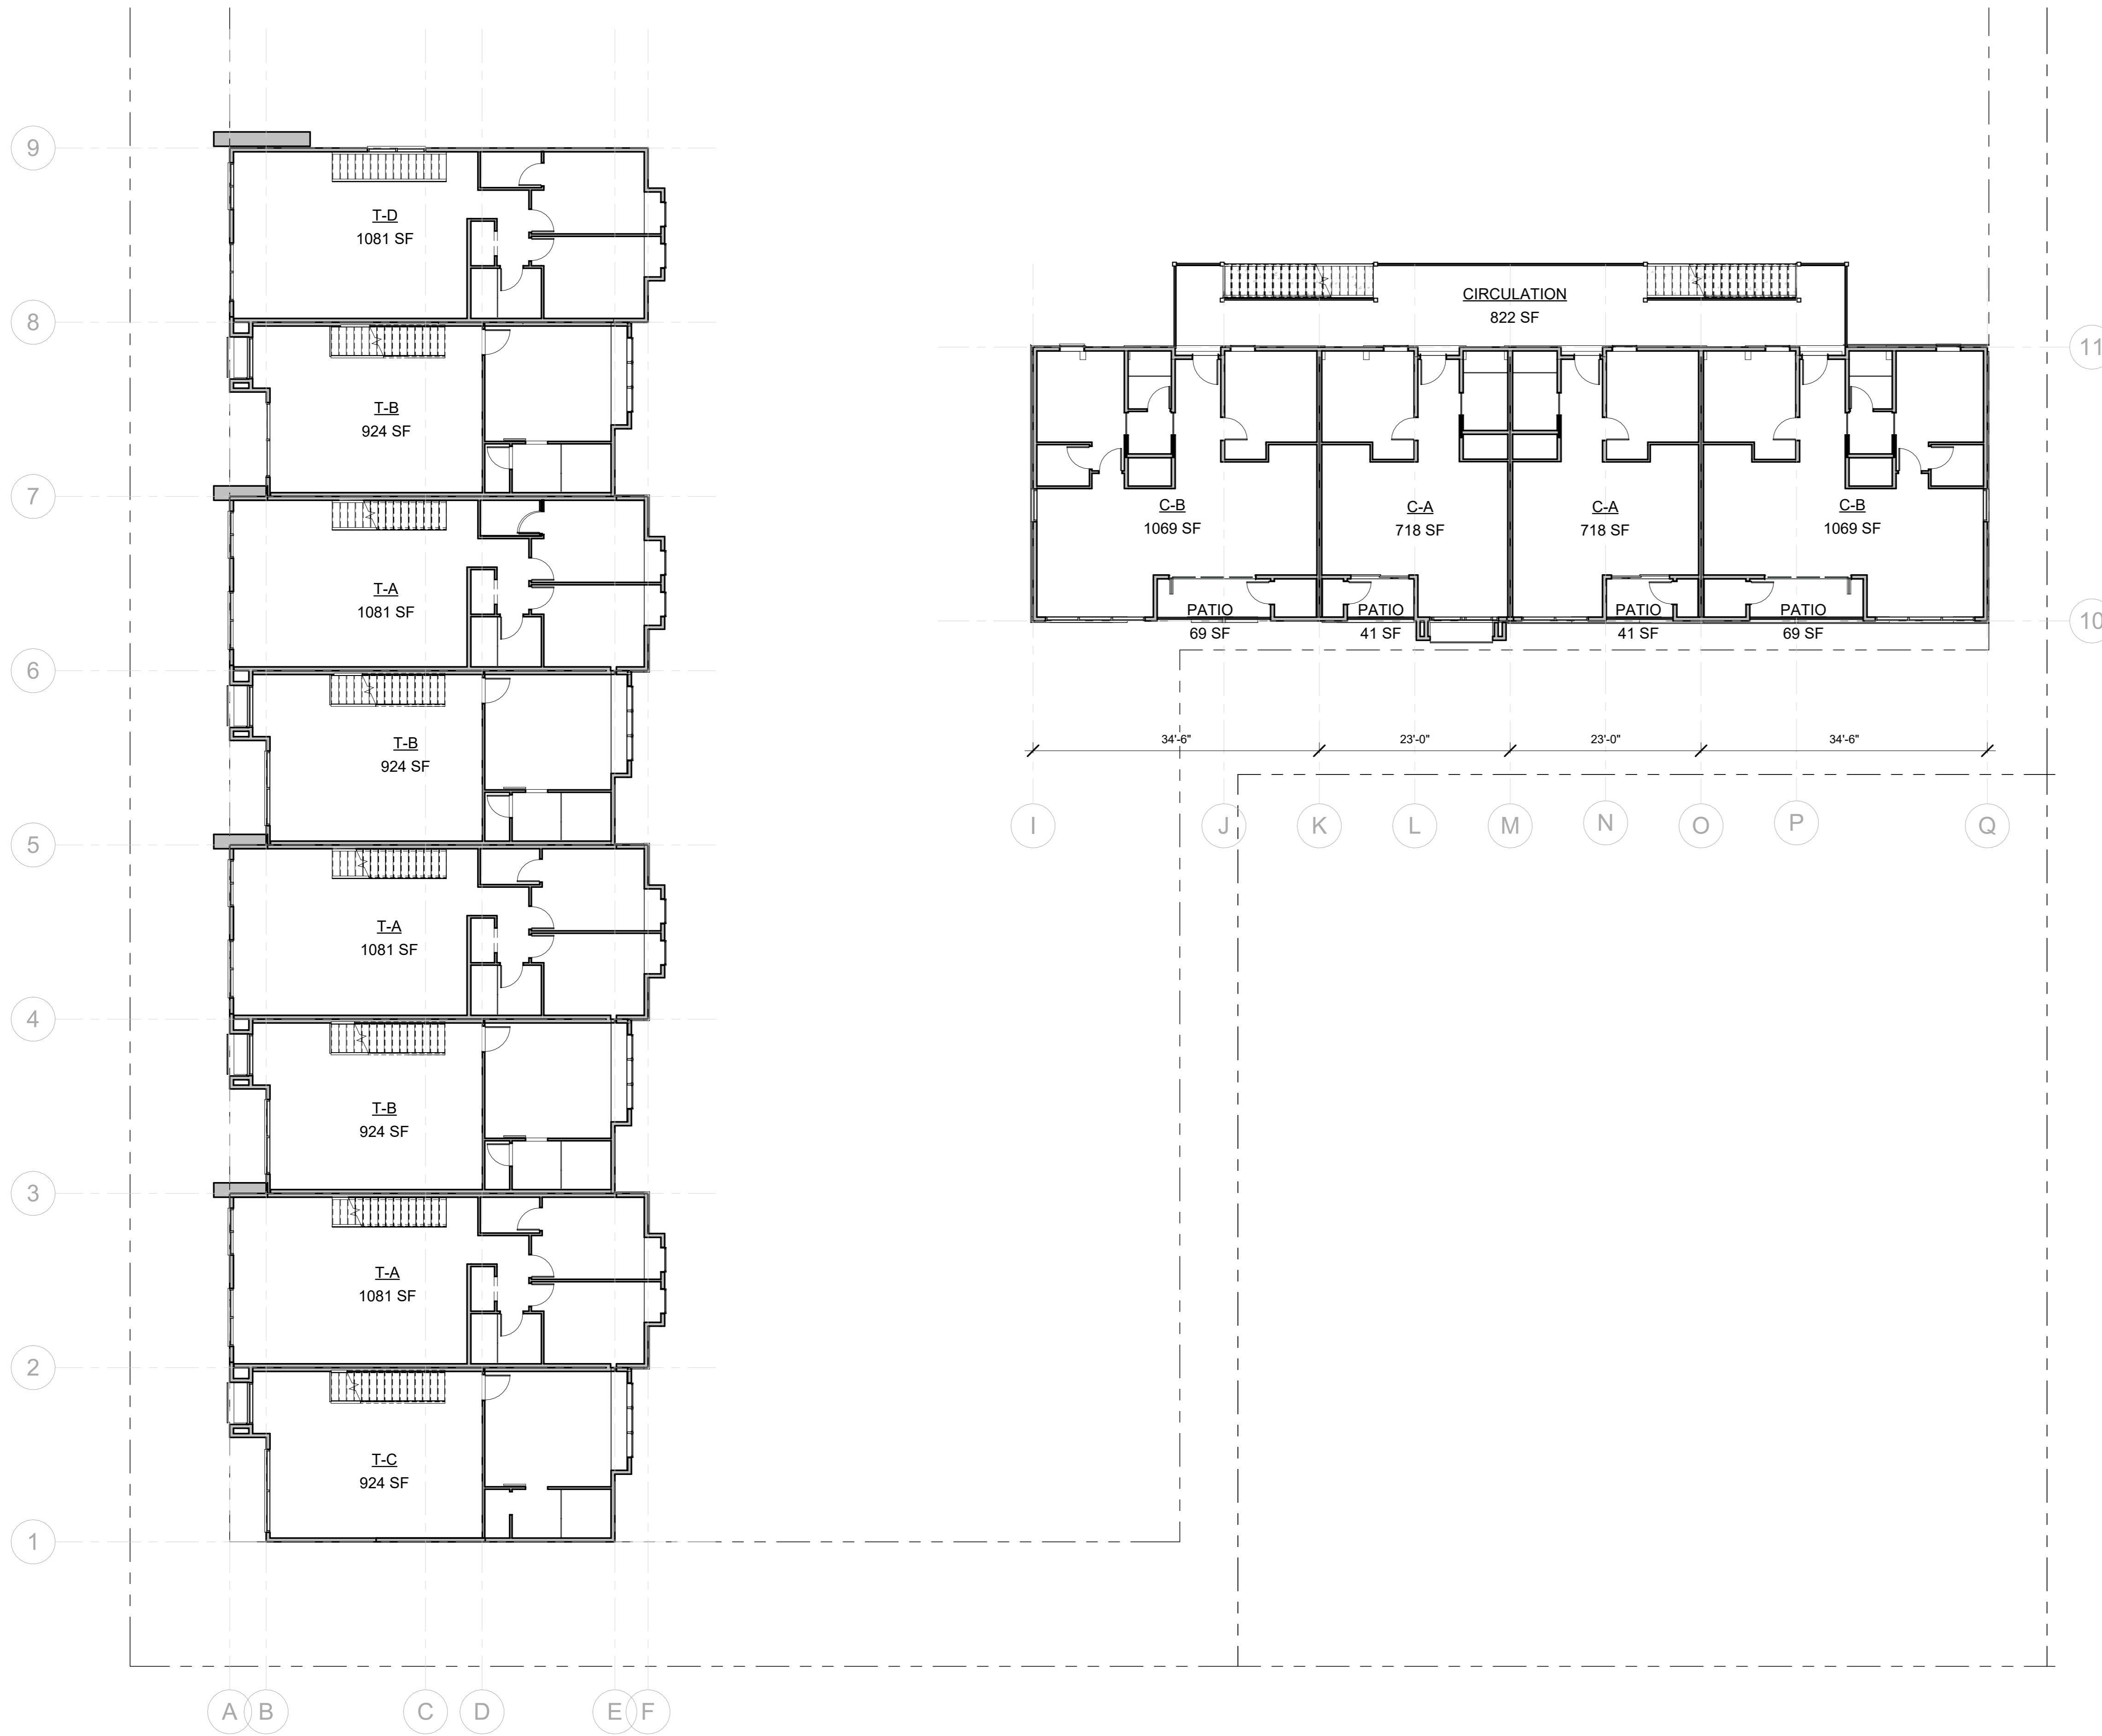 9
T-D
1081 SF
8
T-B
924 SF
7
T-A
1081 SF
6
T-B
924 SF
5
T-A
1081 SF
4
T-B
924 SF
3
T-A
1081 SF
2
T-C
924 SF
1
A B C D E F
CIRCULATION
822 SF
11
C-B
1069 SF
C-A
718 SF
C-A
718 SF
C-B
1069 SF
PATIO
69 SF
PATIO
41 SF
PATIO
41 SF
PATIO
69 SF
10
34'-6" 23'-0" 23'-0" 34'-6"
I J K L M N O P Q